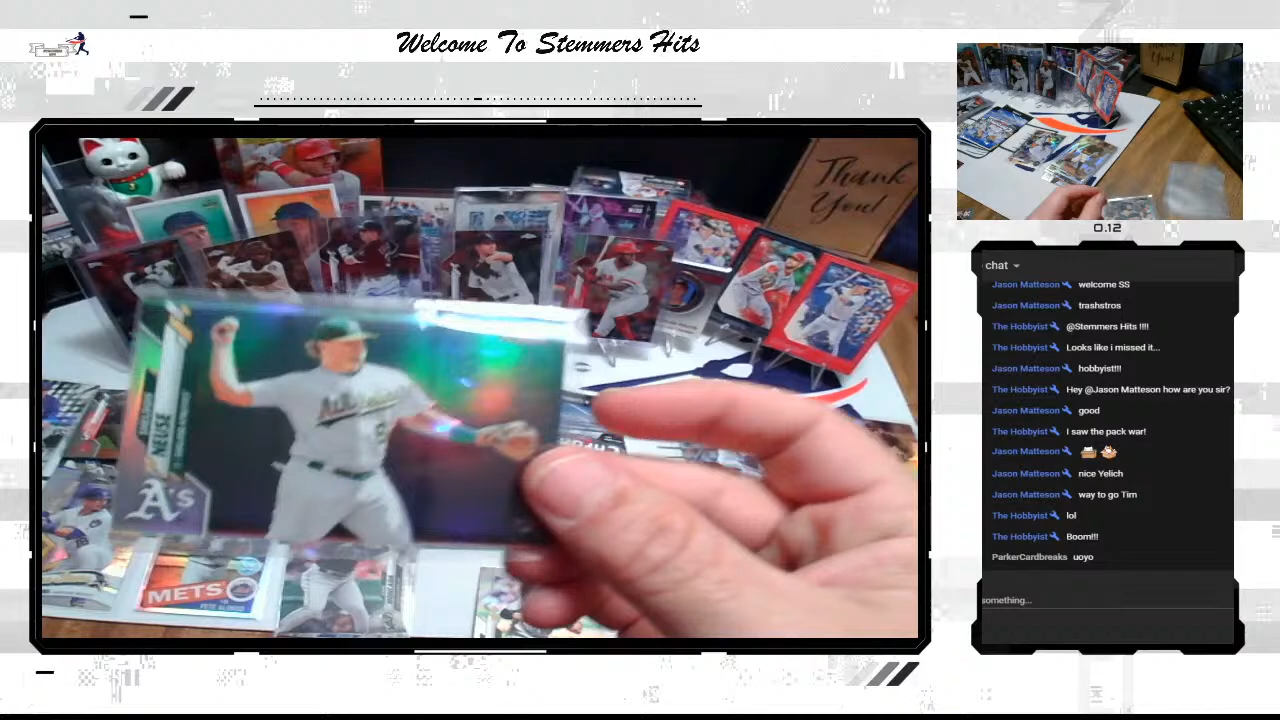 Welcome To Stemmers Hits
Thank
You!
NEUSE
A's
METS
PETE ALONSO
0.12
chat
Jason Matteson welcome SS
Jason Matteson trashstros
The Hobbyist @Stemmers Hits !!!!
The Hobbyist Looks like i missed it...
Jason Matteson hobbyist!!!
The Hobbyist Hey @Jason Matteson how are you sir?
Jason Matteson good
The Hobbyist I saw the pack war!
Jason Matteson
Jason Matteson nice Yelich
Jason Matteson way to go Tim
The Hobbyist lol
The Hobbyist Boom!!!
ParkerCardbreaks uoyo
something...